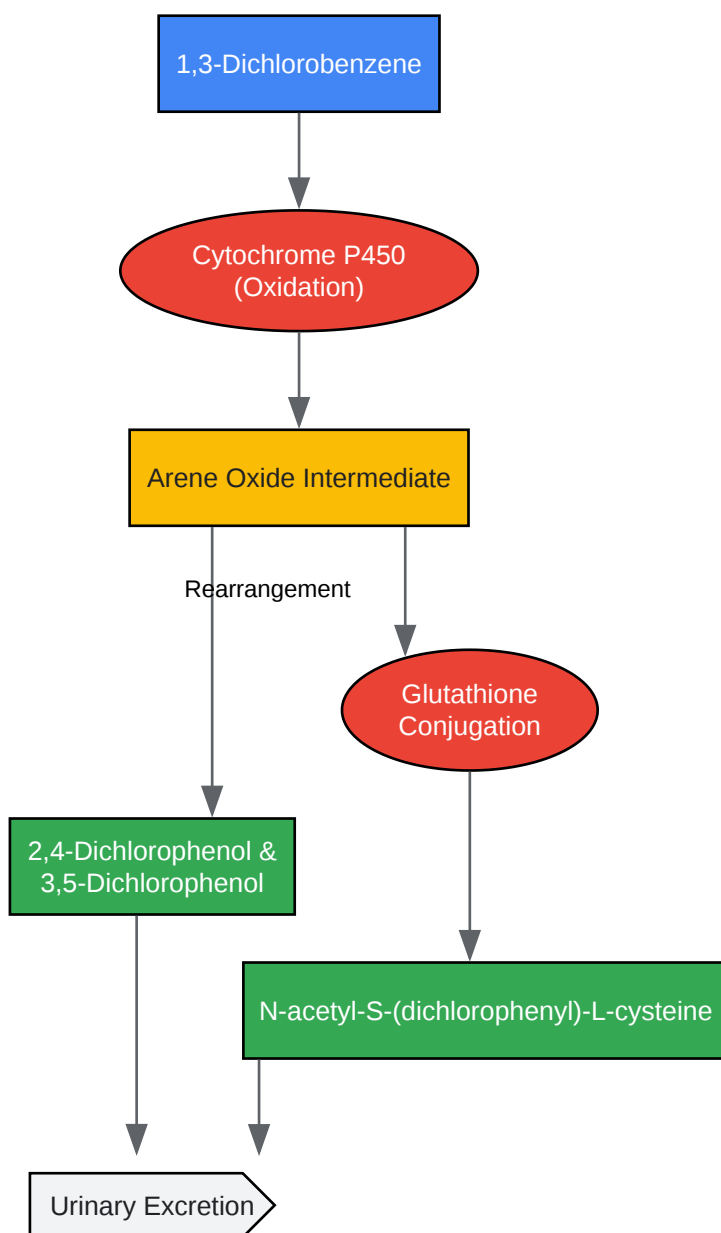 1,3-Dichlorobenzene
Cytochrome P450
(Oxidation)
Arene Oxide Intermediate
Rearrangement
Glutathione
Conjugation
2,4-Dichlorophenol &
3,5-Dichlorophenol
N-acetyl-S-(dichlorophenyl)-L-cysteine
Urinary Excretion